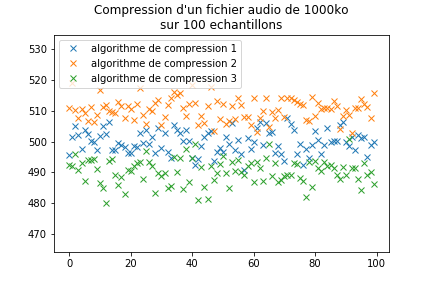 Compression d'un fichier audio de 1000ko
sur 100 echantillons
530
algorithme de compression 1
520
algorithme de compression 2
algorithme de compression 3
510
500
490
480
470
0 20 40 60 80 100